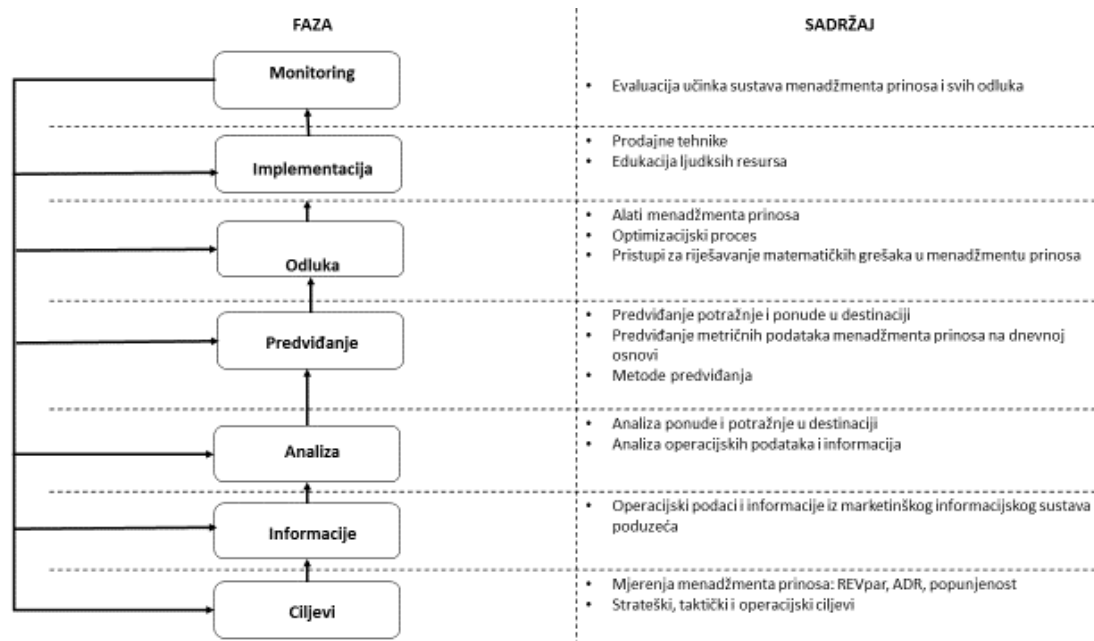 FAZA
SADRŽAJ
Monitoring
• Evaluacija učinka sustava menadžmenta prinosa i svih odluka
Implementacija
• Prodajne tehnike
• Edukacija ljudksih resursa
Odluka
• Alati menadžmenta prinosa
• Optimizacijski proces
• Pristupi za riješavanje matematičkih grešaka u menadžmentu prinosa
Predviđanje
• Predviđanje potražnje i ponude u destinaciji
• Predviđanje metričnih podataka menadžmenta prinosa na dnevnoj
osnovi
• Metode predviđanja
Analiza
• Analiza ponude i potražnje u destinaciji
• Analiza operacijskih podataka i informacija
Informacije
• Operacijski podaci i informacije iz marketinškog informacijskog sustava
poduzeća
Ciljevi
• Mjerenja menadžmenta prinosa: REVpar, ADR, popunjenost
• Strateški, taktički i operacijski ciljevi